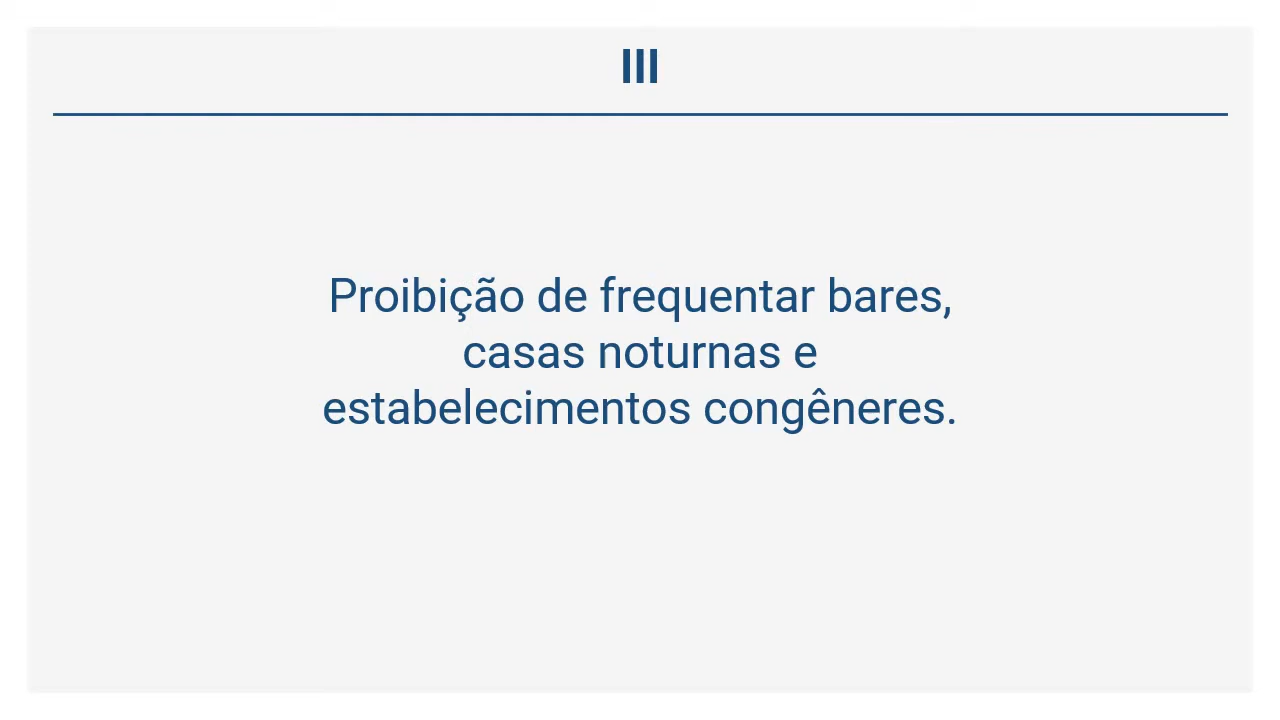 III
Proibição de frequentar bares,
casas noturnas e
estabelecimentos congêneres.